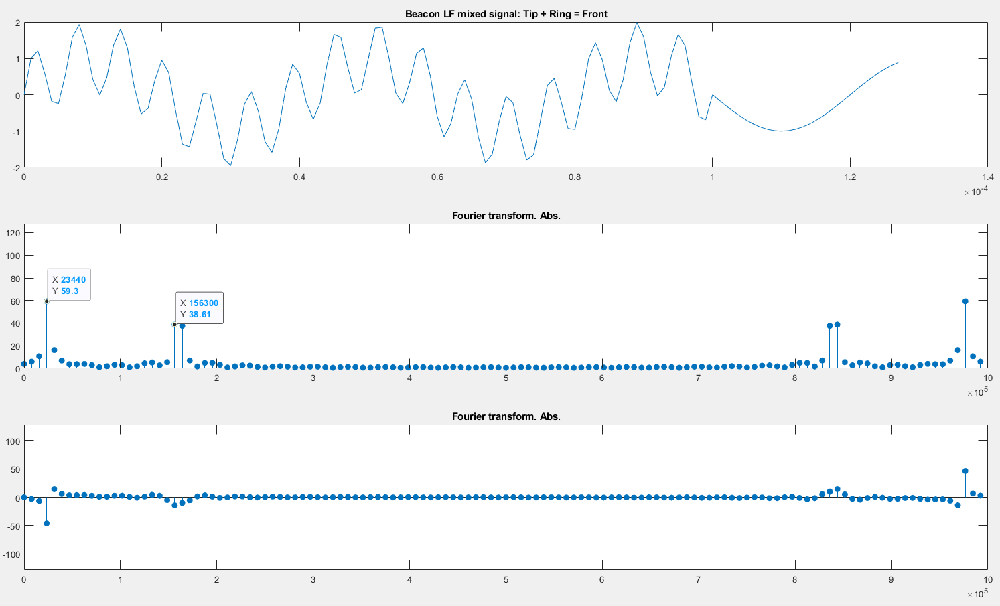 Beacon LF mixed signal: Tip + Ring = Front
2
1
0
-1
-2
0 0.2 0.4 0.6 0.8 1 1.2 1.4
×10-4
Fourier transform. Abs.
120
100
80
60
40
20
0
X 23440
Y 59.3
X 156300
Y 38.61
0 1 2 3 4 5 6 7 8 9 10
×105
Fourier transform. Abs.
100
50
0
-50
-100
0 1 2 3 4 5 6 7 8 9 10
×105